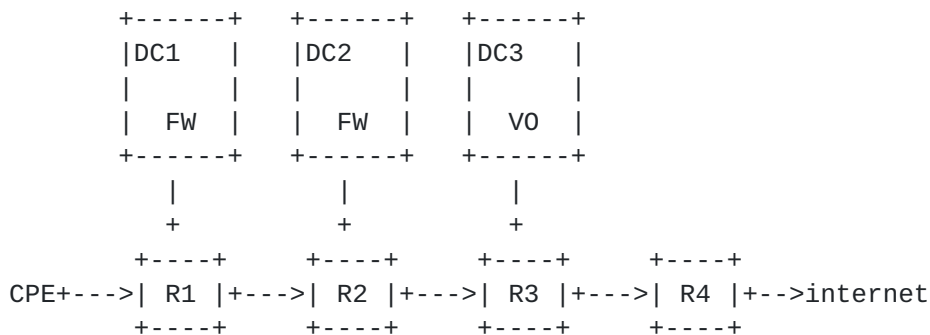 +------+   +------+   +------+
|DC1   |   |DC2   |   |DC3   |
|      |   |      |   |      |
|  FW  |   |  FW  |   |  VO  |
+------+   +------+   +------+
|          |          |
+          +          +
+----+     +----+     +----+     +----+
CPE+--->| R1 |+--->| R2 |+--->| R3 |+--->| R4 |+-->internet
+----+     +----+     +----+     +----+